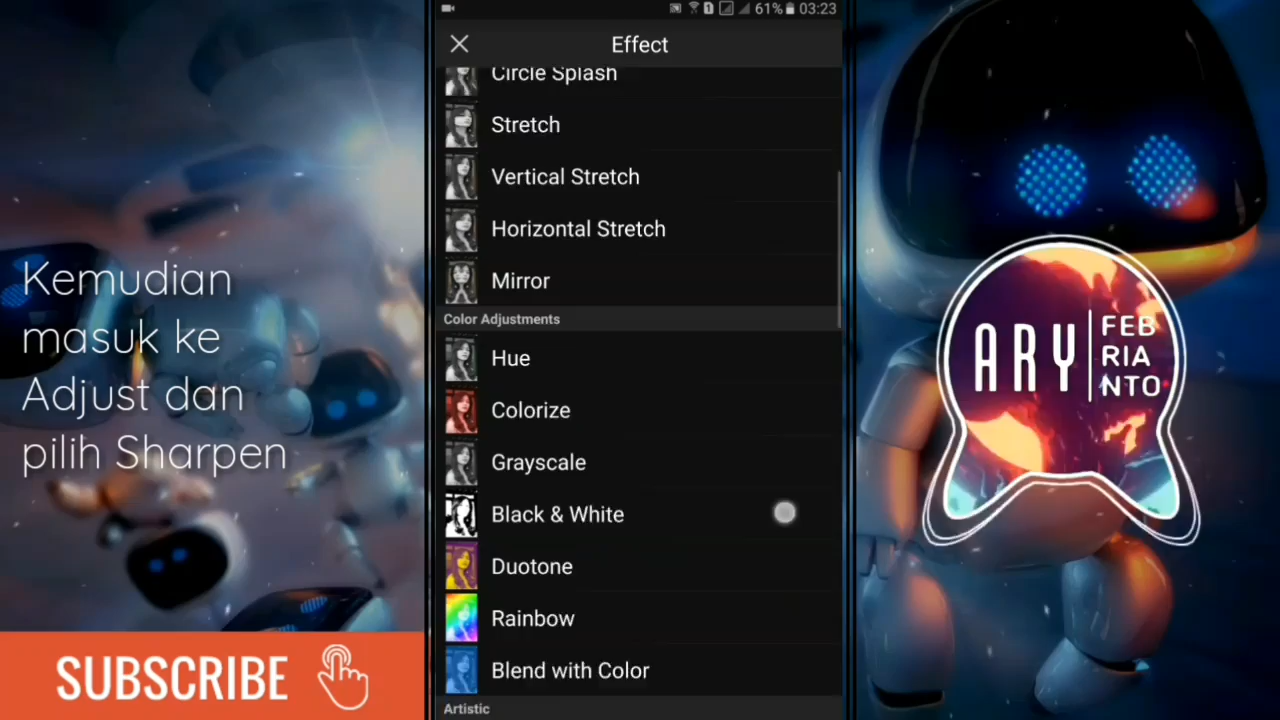 Kemudian
masuk ke
Adjust dan
pilih Sharpen
SUBSCRIBE
61% 03:23
Effect
Circle Splash
Stretch
Vertical Stretch
Horizontal Stretch
Mirror
Color Adjustments
Hue
Colorize
Grayscale
Black & White
Duotone
Rainbow
Blend with Color
Artistic
ARY
FEB
RIA
NTO